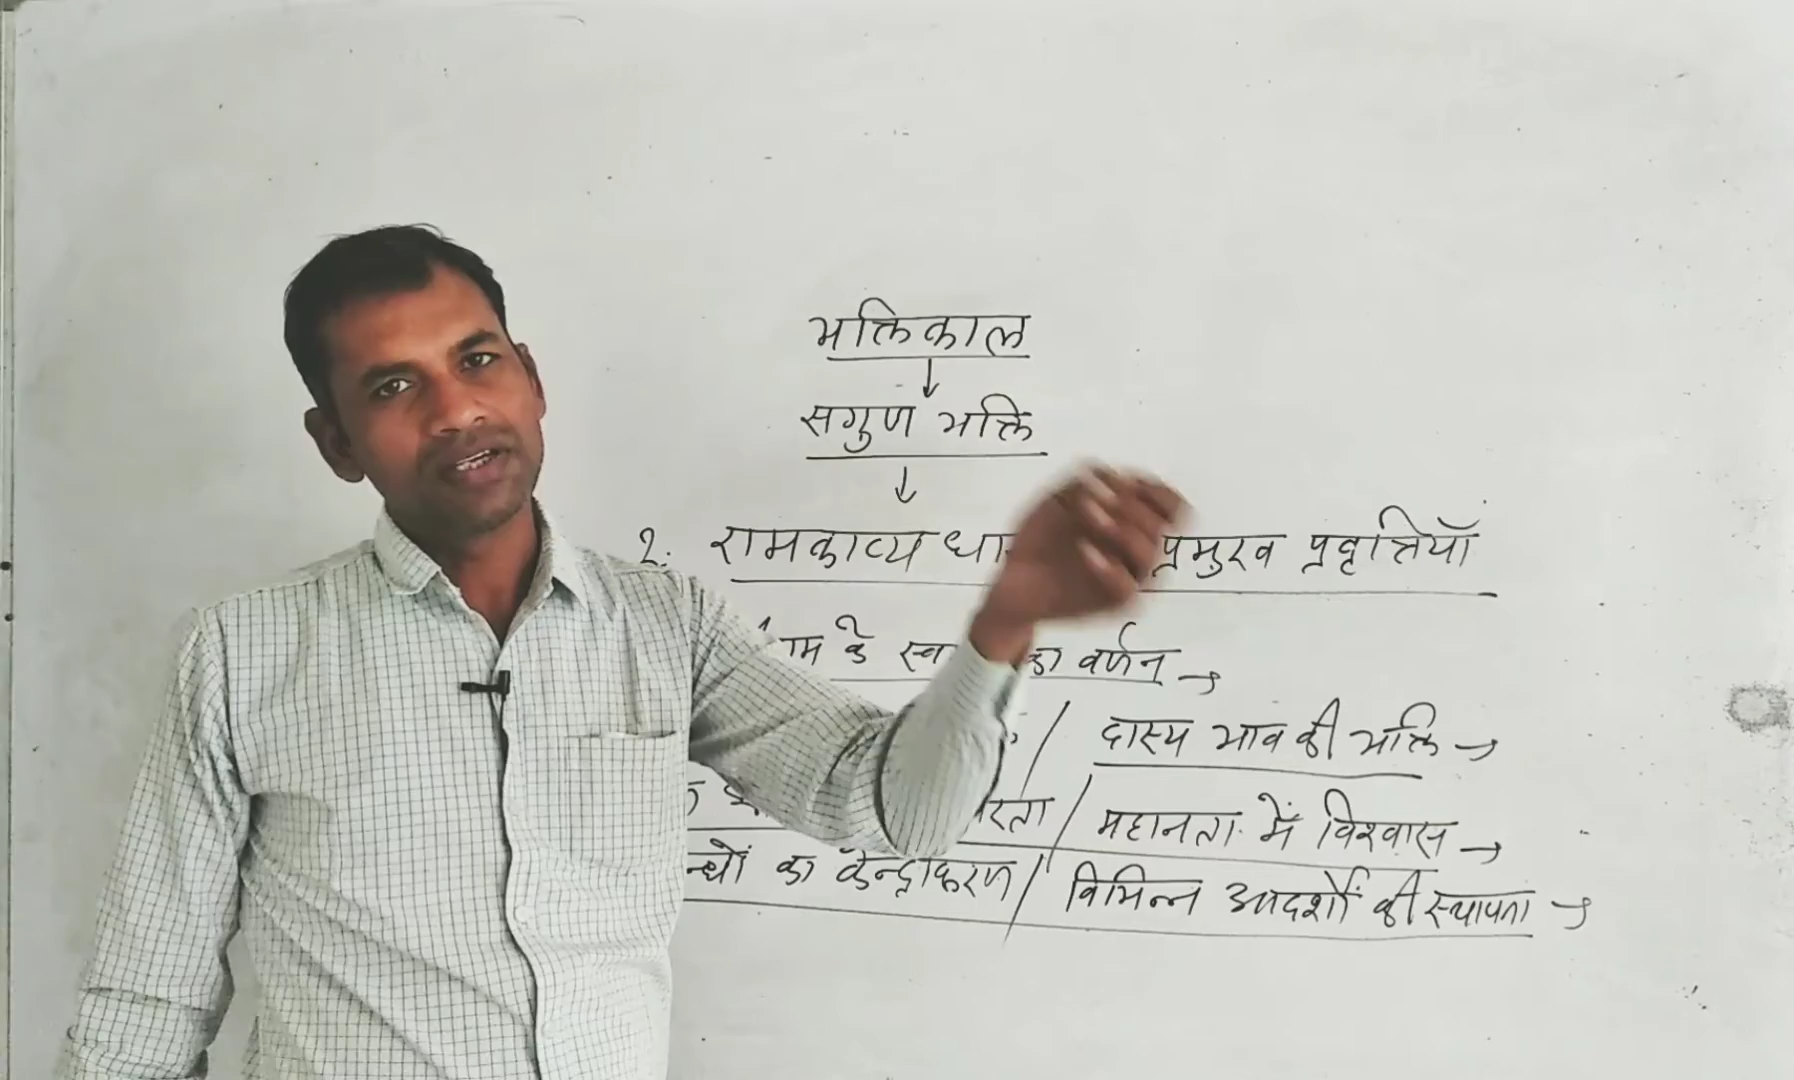 भक्तिकाल
↓
सगुण भक्ति
↓
2. रामकाव्य प्रमुख प्रवृत्तियाँ
के का वर्णन →
/ दास्य भाव की भक्ति →
/ महानता में विश्वास →
का केन्द्रीकरण / विभिन्न आदर्शों की स्थापना →